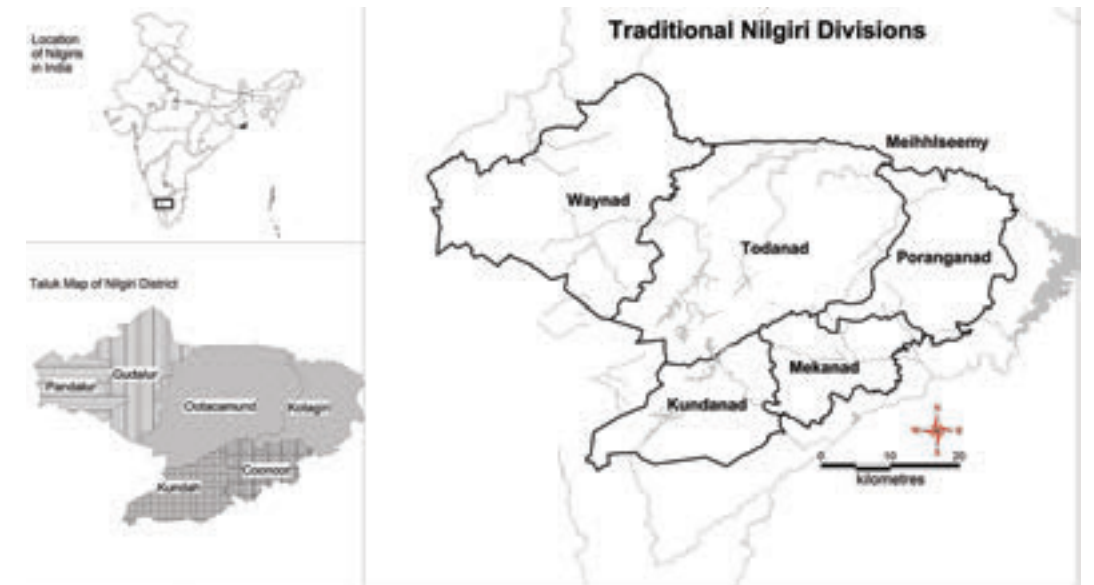 Location
of Nilgiris
in India
Taluk Map of Nilgiri District
Pandalur
Gudalur
Ootacamund
Kotagiri
Coonoor
Kundah
Traditional Nilgiri Divisions
Meihhlseemy
Waynad
Todanad
Poranganad
Mekanad
Kundanad
0 10 20
kilometres